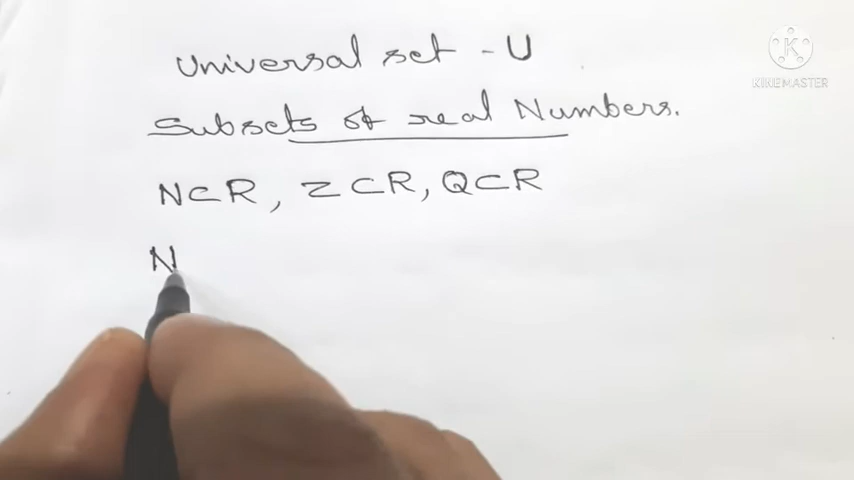 Universal set - U
Subsets of real Numbers.
N⊂R, Z⊂R, Q⊂R
N
K
KINEMASTER